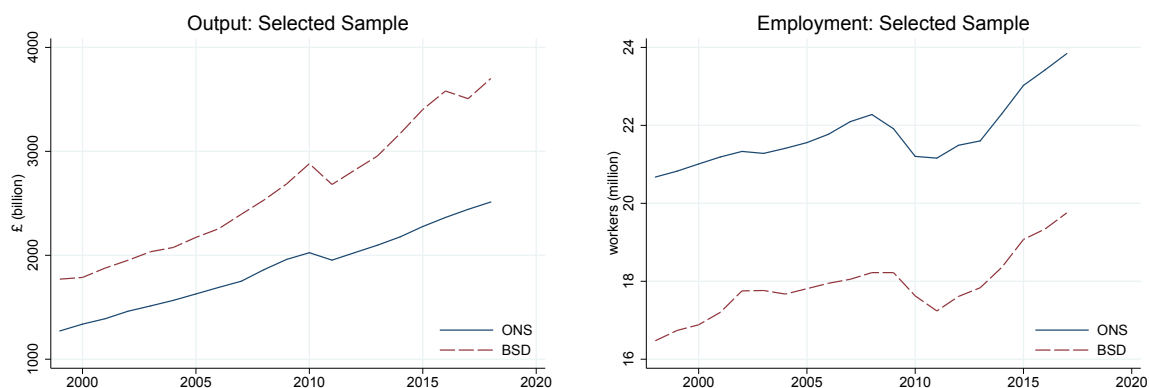 Output: Selected Sample
£ (billion)
4000
3000
2000
1000
2000 2005 2010 2015 2020
ONS
BSD
Employment: Selected Sample
workers (million)
24
22
20
18
16
2000 2005 2010 2015 2020
ONS
BSD